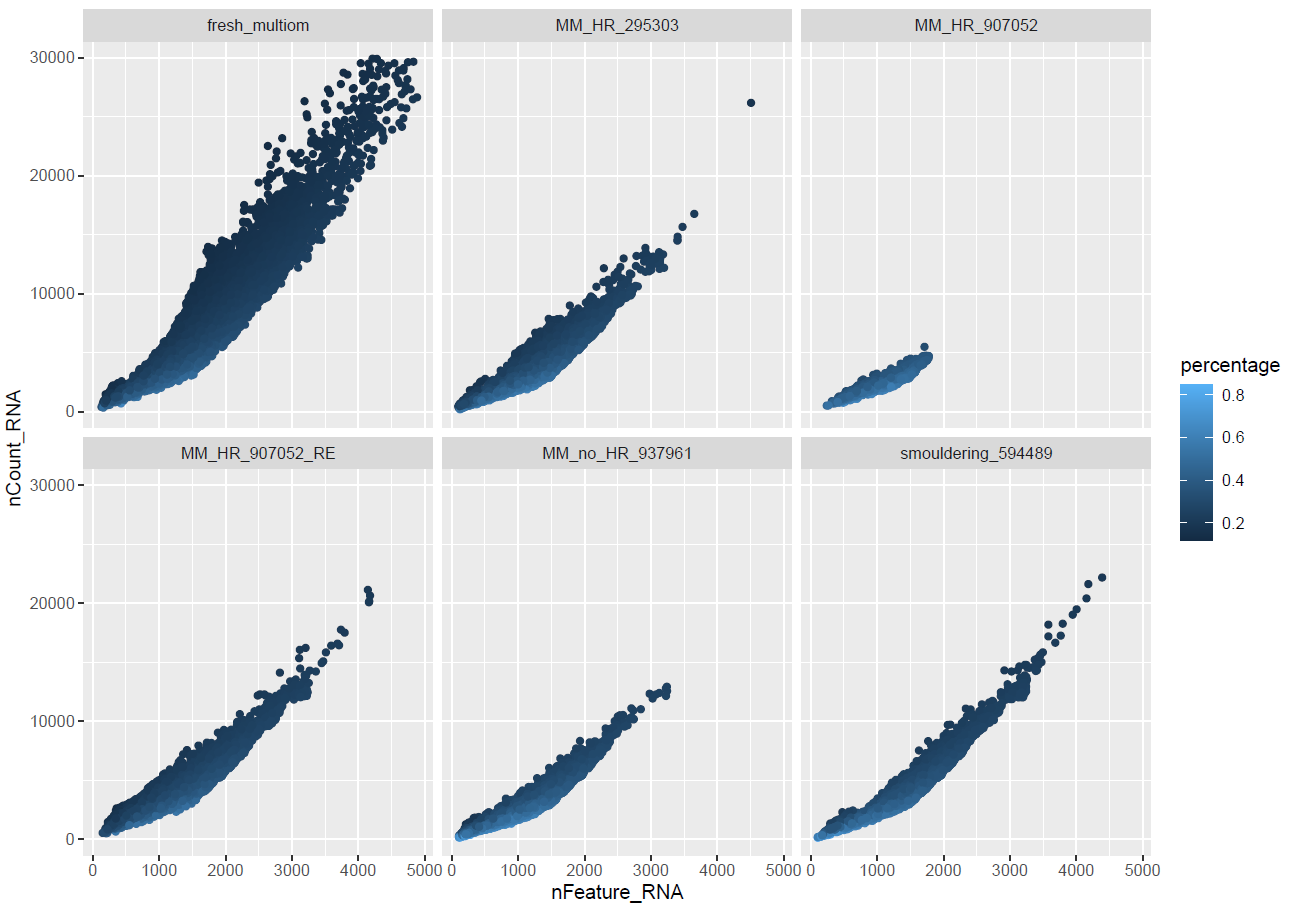 fresh_multiom
MM_HR_295303
MM_HR_907052
30000
20000
10000
0
nCount_RNA
percentage
0.8
0.6
0.4
0.2
MM_HR_907052_RE
MM_no_HR_937961
smouldering_594489
30000
20000
10000
0
0 1000 2000 3000 4000 5000
0 1000 2000 3000 4000 5000
0 1000 2000 3000 4000 5000
nFeature_RNA